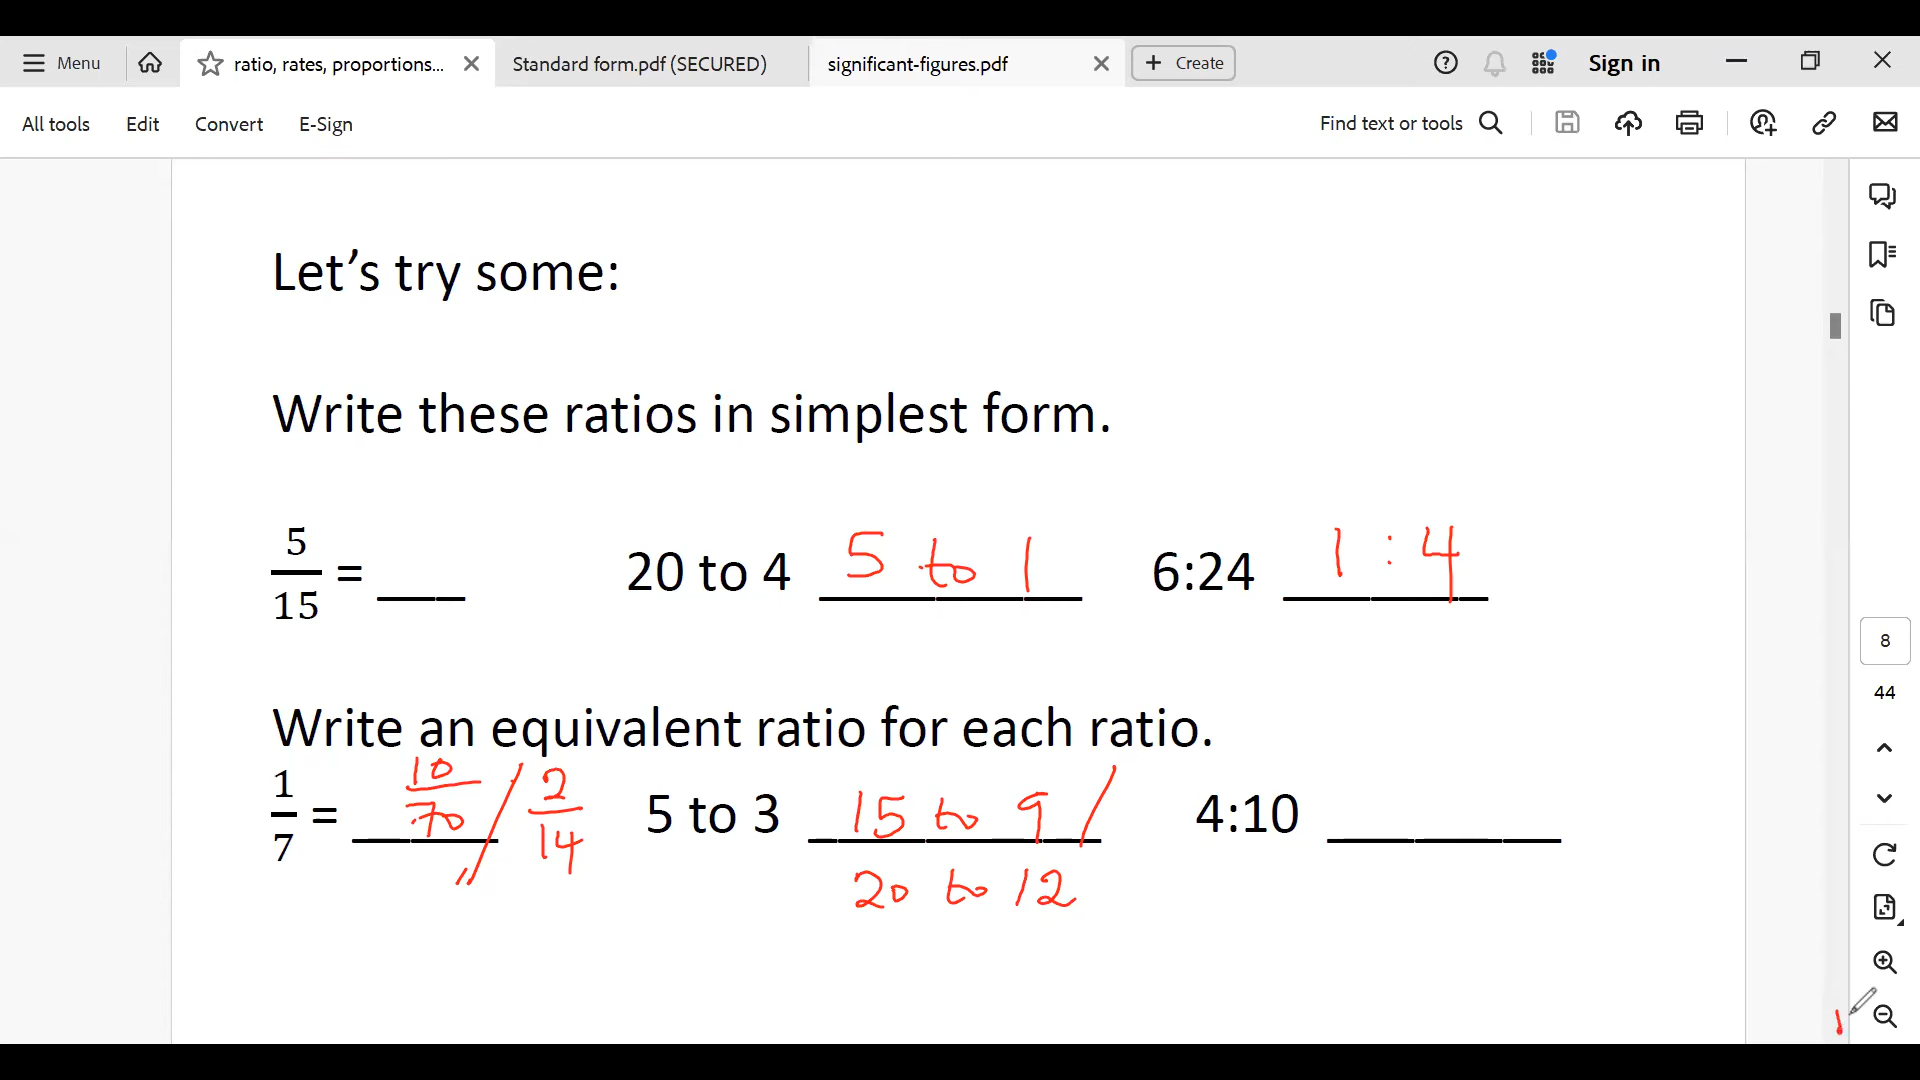 Menu ratio, rates, proportions... Standard form.pdf (SECURED) significant-figures.pdf + Create Sign in
All tools Edit Convert E-Sign Find text or tools
Let's try some:
Write these ratios in simplest form.
5/15 = ___ 20 to 4 5 to 1 6:24 1 : 4
8
44
Write an equivalent ratio for each ratio.
1/7 = 10/70 / 2/14 5 to 3 15 to 9 / 4:10 ________
20 to 12